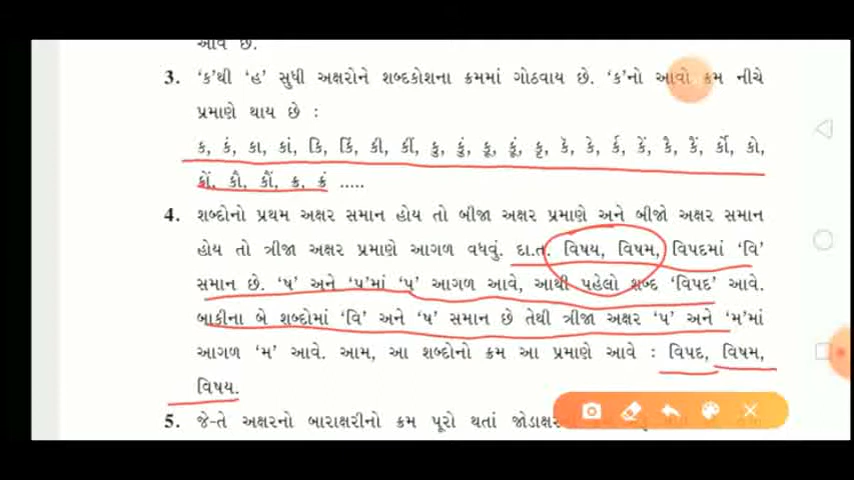 આવે છે.
3. ‘ક’થી ‘હ’ સુધી અક્ષરોને શબ્દકોશના ક્રમમાં ગોઠવાય છે. ‘ક’નો આવો ક્રમ નીચે
પ્રમાણે થાય છે :
ક, કં, કા, કાં, કિ, કિં, કી, કીં, કુ, કું, કૂ, કૂં, કૃ, કૅ, કે, ર્ક, કેં, કૈ, કૈં, ર્કો, કો,
કોં, કૌ, કૌં, ક્ર, ક્રં .....
4. શબ્દોનો પ્રથમ અક્ષર સમાન હોય તો બીજા અક્ષર પ્રમાણે અને બીજો અક્ષર સમાન
હોય તો ત્રીજા અક્ષર પ્રમાણે આગળ વધવું. દા.ત. વિષય, વિષમ, વિપદમાં ‘વિ’
સમાન છે. ‘ષ’ અને ‘પ’માં ‘પ’ આગળ આવે, આથી પહેલો શબ્દ ‘વિપદ’ આવે.
બાકીના બે શબ્દોમાં ‘વિ’ અને ‘ષ’ સમાન છે તેથી ત્રીજા અક્ષર ‘ય’ અને ‘મ’માં
આગળ ‘મ’ આવે. આમ, આ શબ્દોનો ક્રમ આ પ્રમાણે આવે : વિપદ, વિષમ,
વિષય.
5. જે-તે અક્ષરનો બારાક્ષરીનો ક્રમ પૂરો થતાં